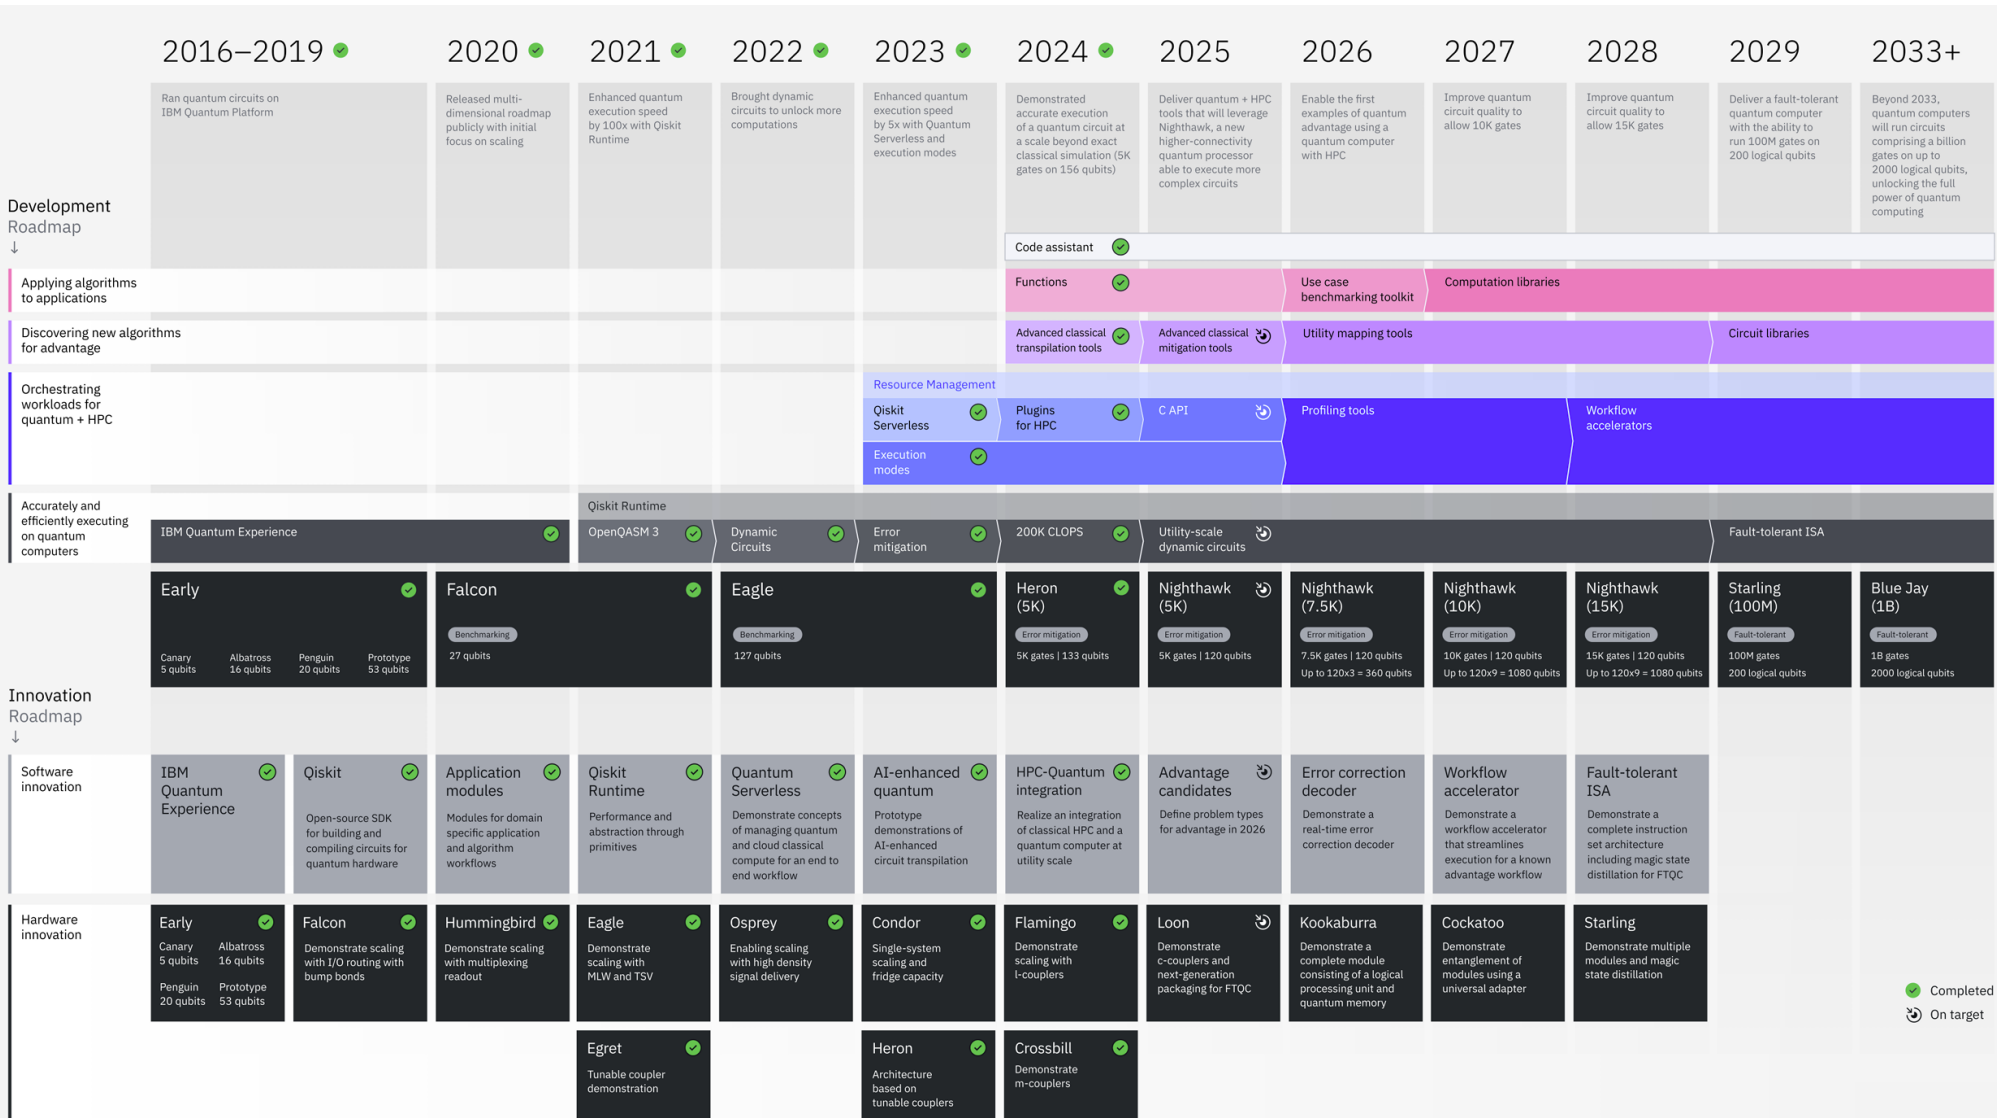 2016–2019
2020
2021
2022
2023
2024
2025
2026
2027
2028
2029
2033+
Ran quantum circuits on
IBM Quantum Platform
Released multi-
dimensional roadmap
publicly with initial
focus on scaling
Enhanced quantum
execution speed
by 100x with Qiskit
Runtime
Brought dynamic
circuits to unlock more
computations
Enhanced quantum
execution speed
by 5x with Quantum
Serverless and
execution modes
Demonstrated
accurate execution
of a quantum circuit at
a scale beyond exact
classical simulation (5K
gates on 156 qubits)
Deliver quantum + HPC
tools that will leverage
Nighthawk, a new
higher-connectivity
quantum processor
able to execute more
complex circuits
Enable the first
examples of quantum
advantage using a
quantum computer
with HPC
Improve quantum
circuit quality to
allow 10K gates
Improve quantum
circuit quality to
allow 15K gates
Deliver a fault-tolerant
quantum computer
with the ability to
run 100M gates on
200 logical qubits
Beyond 2033,
quantum computers
will run circuits
comprising a billion
gates on up to
2000 logical qubits,
unlocking the full
power of quantum
computing
Development
Roadmap
↓
Code assistant
Applying algorithms
to applications
Functions
Use case
benchmarking toolkit
Computation libraries
Discovering new algorithms
for advantage
Advanced classical
transpilation tools
Advanced classical
mitigation tools
Utility mapping tools
Circuit libraries
Orchestrating
workloads for
quantum + HPC
Resource Management
Qiskit
Serverless
Plugins
for HPC
C API
Profiling tools
Workflow
accelerators
Execution
modes
Accurately and
efficiently executing
on quantum
computers
Qiskit Runtime
IBM Quantum Experience
OpenQASM 3
Dynamic
Circuits
Error
mitigation
200K CLOPS
Utility-scale
dynamic circuits
Fault-tolerant ISA
Early
Canary
5 qubits
Albatross
16 qubits
Penguin
20 qubits
Prototype
53 qubits
Falcon
Benchmarking
27 qubits
Eagle
Benchmarking
127 qubits
Heron
(5K)
Error mitigation
5K gates | 133 qubits
Nighthawk
(5K)
Error mitigation
5K gates | 120 qubits
Nighthawk
(7.5K)
Error mitigation
7.5K gates | 120 qubits
Up to 120x3 = 360 qubits
Nighthawk
(10K)
Error mitigation
10K gates | 120 qubits
Up to 120x9 = 1080 qubits
Nighthawk
(15K)
Error mitigation
15K gates | 120 qubits
Up to 120x9 = 1080 qubits
Starling
(100M)
Fault-tolerant
100M gates
200 logical qubits
Blue Jay
(1B)
Fault-tolerant
1B gates
2000 logical qubits
Innovation
Roadmap
↓
Software
innovation
IBM
Quantum
Experience
Qiskit
Open-source SDK
for building and
compiling circuits for
quantum hardware
Application
modules
Modules for domain
specific application
and algorithm
workflows
Qiskit
Runtime
Performance and
abstraction through
primitives
Quantum
Serverless
Demonstrate concepts
of managing quantum
and cloud classical
compute for an end to
end workflow
AI-enhanced
quantum
Prototype
demonstrations of
AI-enhanced
circuit transpilation
HPC-Quantum
integration
Realize an integration
of classical HPC and a
quantum computer at
utility scale
Advantage
candidates
Define problem types
for advantage in 2026
Error correction
decoder
Demonstrate a
real-time error
correction decoder
Workflow
accelerator
Demonstrate a
workflow accelerator
that streamlines
execution for a known
advantage workflow
Fault-tolerant
ISA
Demonstrate a
complete instruction
set architecture
including magic state
distillation for FTQC
Hardware
innovation
Early
Canary
5 qubits
Albatross
16 qubits
Penguin
20 qubits
Prototype
53 qubits
Falcon
Demonstrate scaling
with I/O routing with
bump bonds
Hummingbird
Demonstrate scaling
with multiplexing
readout
Eagle
Demonstrate
scaling with
MLW and TSV
Osprey
Enabling scaling
with high density
signal delivery
Condor
Single-system
scaling and
fridge capacity
Flamingo
Demonstrate
scaling with
l-couplers
Loon
Demonstrate
c-couplers and
next-generation
packaging for FTQC
Kookaburra
Demonstrate a
complete module
consisting of a logical
processing unit and
quantum memory
Cockatoo
Demonstrate
entanglement of
modules using a
universal adapter
Starling
Demonstrate multiple
modules and magic
state distillation
Egret
Tunable coupler
demonstration
Heron
Architecture
based on
tunable couplers
Crossbill
Demonstrate
m-couplers
Completed
On target